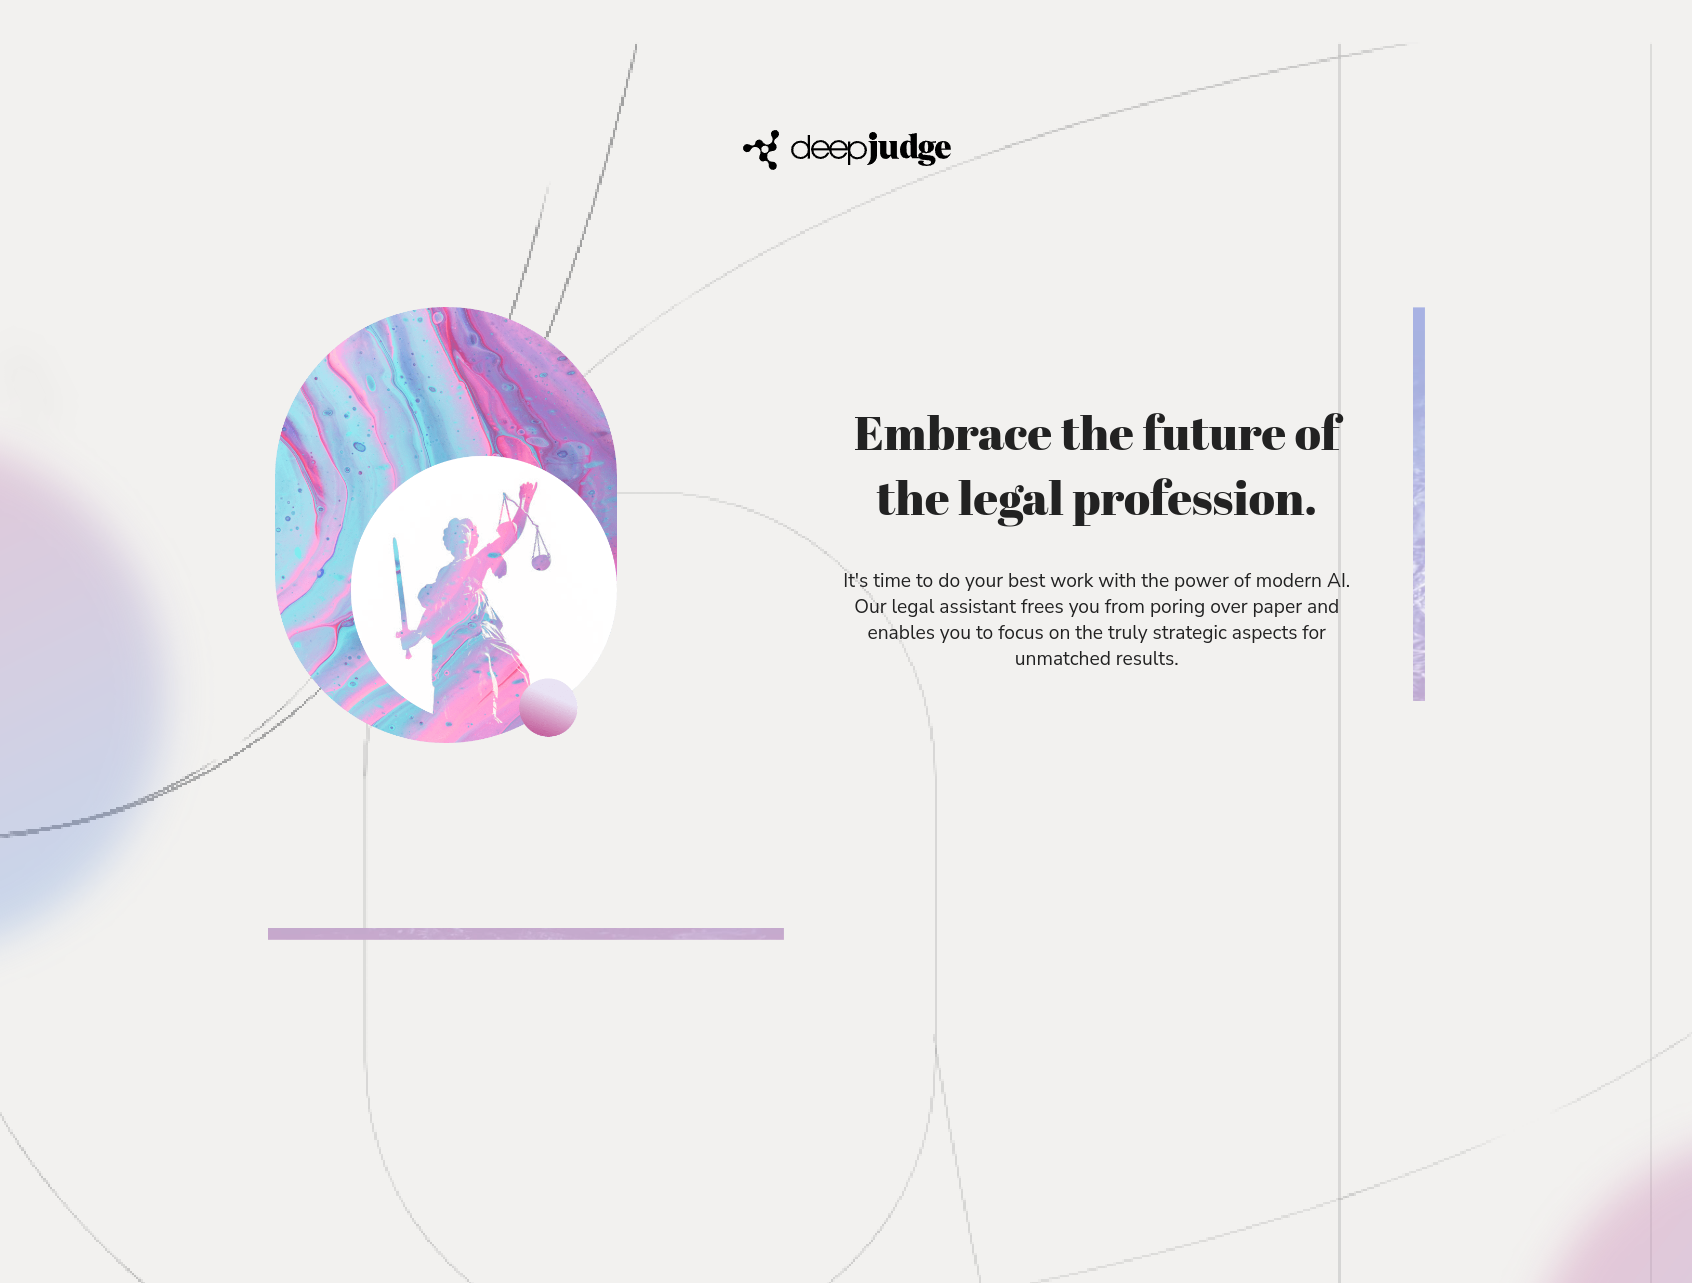 deepjudge
Embrace the future of
the legal profession.
It's time to do your best work with the power of modern AI.
Our legal assistant frees you from poring over paper and
enables you to focus on the truly strategic aspects for
unmatched results.